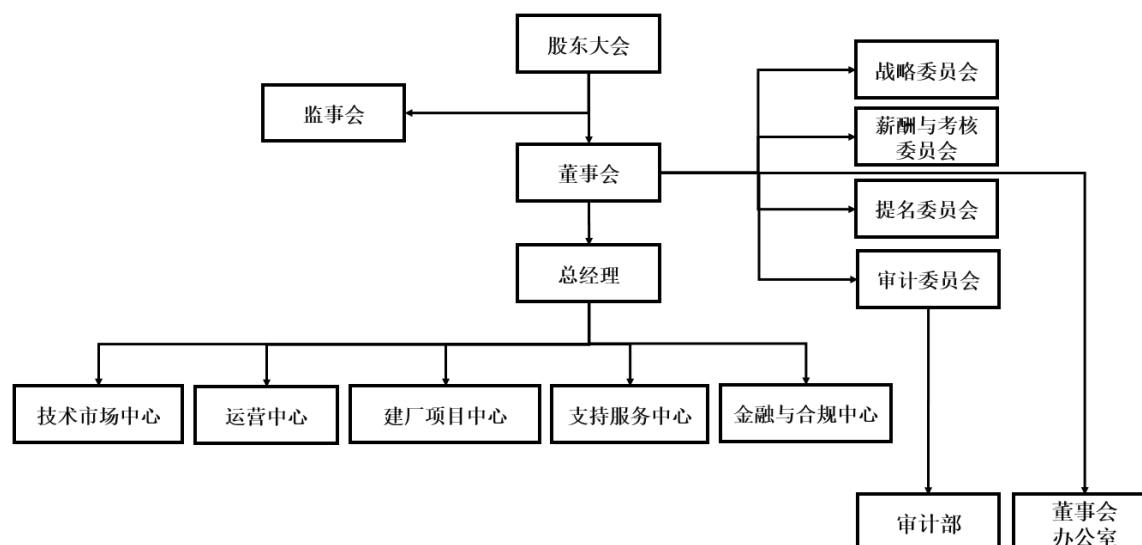 股东大会
战略委员会
监事会
薪酬与考核
委员会
董事会
提名委员会
总经理
审计委员会
技术市场中心
运营中心
建厂项目中心
支持服务中心
金融与合规中心
审计部
董事会
办公室